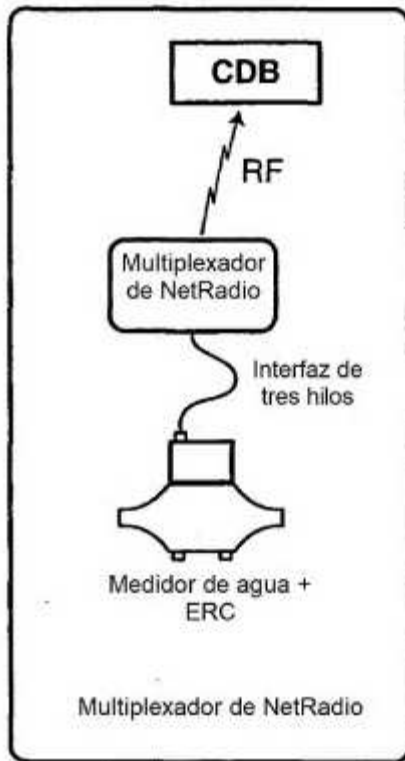 CDB
RF
Multiplexador
de NetRadio
Interfaz de
tres hilos
Medidor de agua +
ERC
Multiplexador de NetRadio